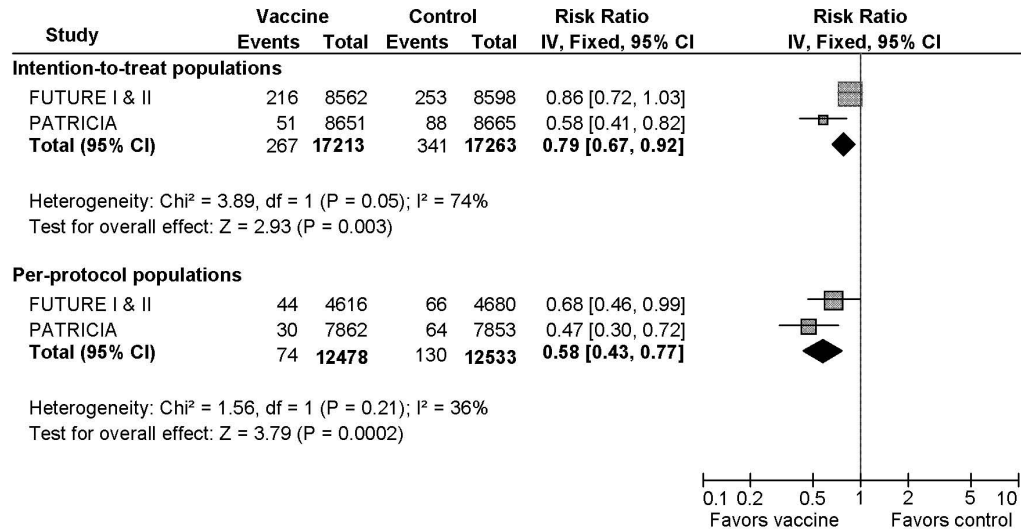 Study Vaccine Control Risk Ratio Risk Ratio
Events Total Events Total IV, Fixed, 95% CI IV, Fixed, 95% CI
Intention-to-treat populations
FUTURE I & II 216 8562 253 8598 0.86 [0.72, 1.03]
PATRICIA 51 8651 88 8665 0.58 [0.41, 0.82]
Total (95% CI) 267 17213 341 17263 0.79 [0.67, 0.92]
Heterogeneity: Chi² = 3.89, df = 1 (P = 0.05); I² = 74%
Test for overall effect: Z = 2.93 (P = 0.003)
Per-protocol populations
FUTURE I & II 44 4616 66 4680 0.68 [0.46, 0.99]
PATRICIA 30 7862 64 7853 0.47 [0.30, 0.72]
Total (95% CI) 74 12478 130 12533 0.58 [0.43, 0.77]
Heterogeneity: Chi² = 1.56, df = 1 (P = 0.21); I² = 36%
Test for overall effect: Z = 3.79 (P = 0.0002)
0.1 0.2 0.5 1 2 5 10
Favors vaccine Favors control